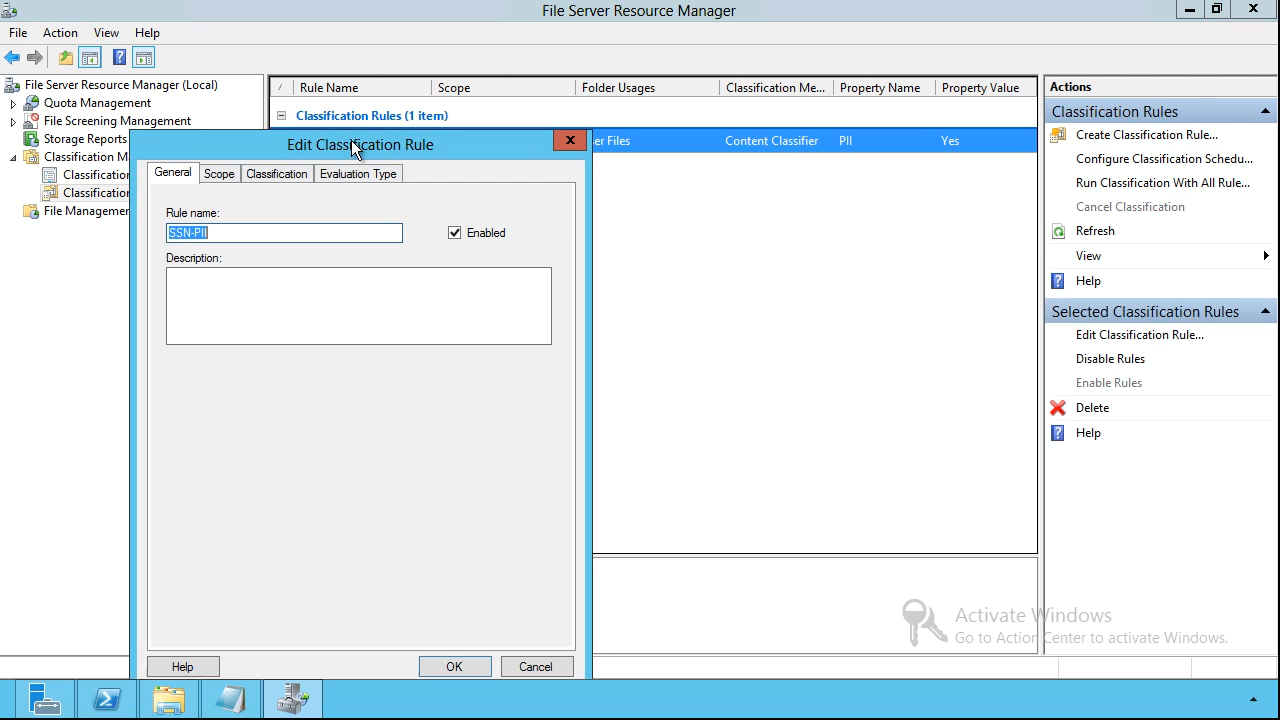 File Server Resource Manager
File Action View Help
File Server Resource Manager (Local)
Quota Management
File Screening Management
Storage Reports
Classification M
Classification
Classification
File Managemen
Rule Name Scope Folder Usages Classification Me... Property Name Property Value
Classification Rules (1 item)
er Files Content Classifier PII Yes
Edit Classification Rule
General Scope Classification Evaluation Type
Rule name:
SSN-PII
Enabled
Description:
Help OK Cancel
Actions
Classification Rules
Create Classification Rule...
Configure Classification Schedu...
Run Classification With All Rule...
Cancel Classification
Refresh
View
Help
Selected Classification Rules
Edit Classification Rule...
Disable Rules
Enable Rules
Delete
Help
Activate Windows
Go to Action Center to activate Windows.